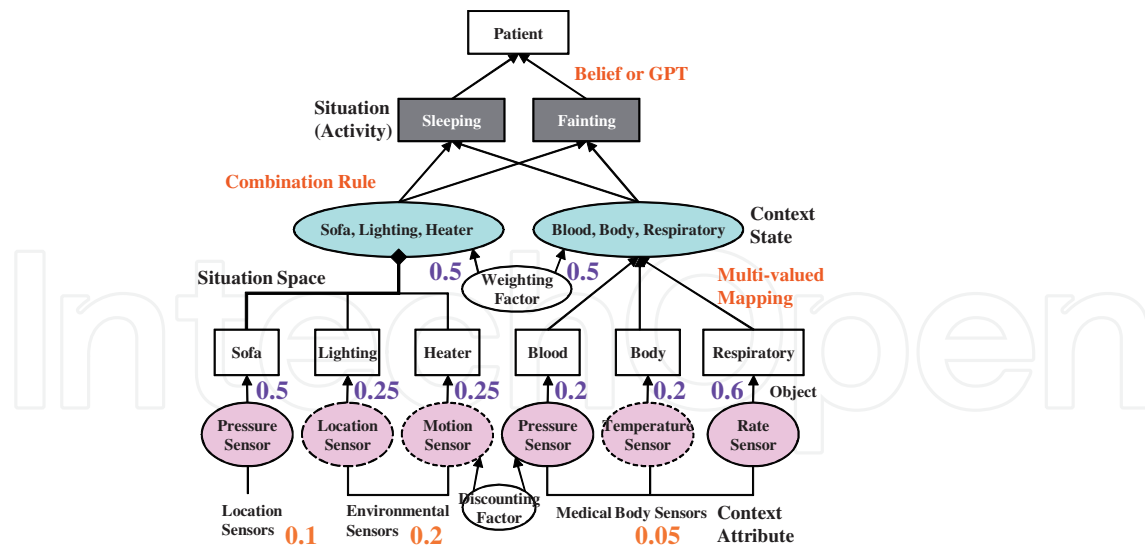 Patient
Belief or GPT
Situation
(Activity)
Sleeping
Fainting
Combination Rule
Sofa, Lighting, Heater
Blood, Body, Respiratory
Context
State
0.5
0.5
Weighting
Factor
Situation Space
Multi-valued
Mapping
Sofa
Lighting
Heater
Blood
Body
Respiratory
0.5
0.25
0.25
0.2
0.2
0.6
Object
Pressure
Sensor
Location
Sensor
Motion
Sensor
Pressure
Sensor
Temperature
Sensor
Rate
Sensor
Discounting
Factor
Location
Sensors
0.1
Environmental
Sensors
0.2
Medical Body Sensors
0.05
Context
Attribute
IntechOpen